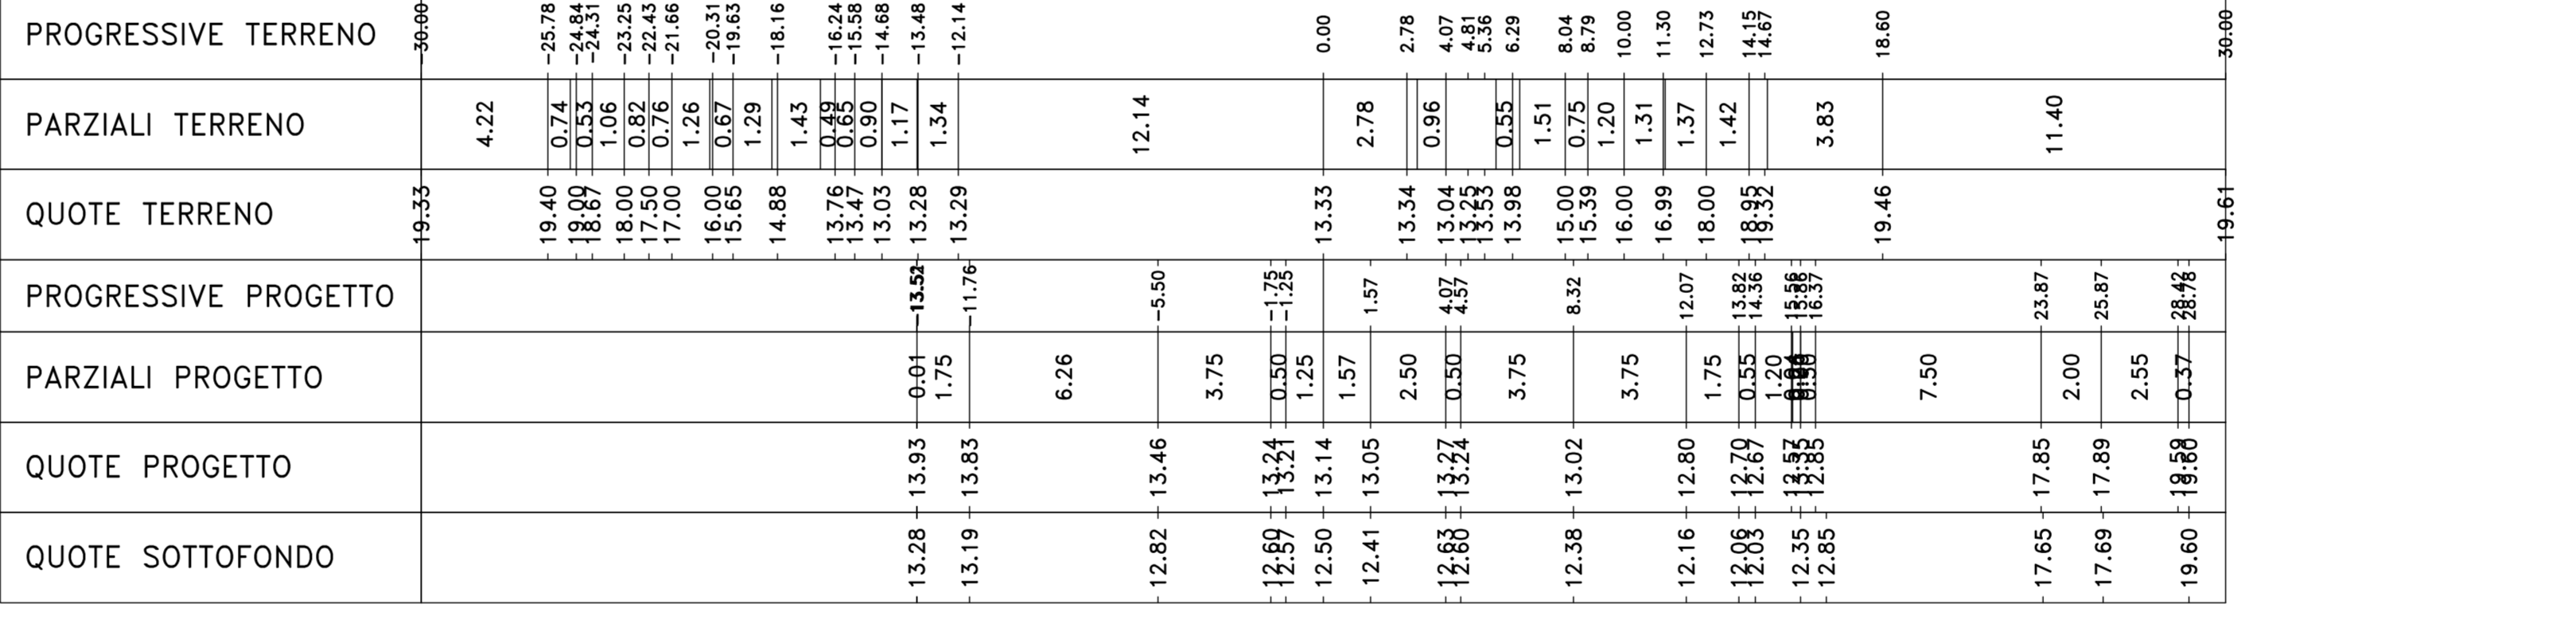 PROGRESSIVE TERRENO -30.00 -25.78 -24.84 -24.31 -23.25 -22.43 -21.66 -20.31 -19.63 -18.16 -16.24 -15.58 -14.68 -13.48 -12.14 0.00 2.78 4.07 4.81 5.36 6.29 8.04 8.79 10.00 11.30 12.73 14.15 14.67 18.60 30.00
PARZIALI TERRENO 4.22 0.74 0.53 1.06 0.82 0.76 1.26 0.67 1.29 1.43 0.49 0.65 0.90 1.17 1.34 12.14 2.78 0.96 0.55 1.51 0.75 1.20 1.31 1.37 1.42 3.83 11.40
QUOTE TERRENO 19.33 19.40 19.00 18.67 18.00 17.50 17.00 16.00 15.65 14.88 13.76 13.47 13.03 13.28 13.29 13.33 13.34 13.04 13.25 13.53 13.98 15.00 15.39 16.00 16.99 18.00 18.95 19.32 19.46 19.61
PROGRESSIVE PROGETTO -11.76 -5.50 -1.75 -1.25 1.57 4.07 4.57 8.32 12.07 13.82 14.36 15.56 15.86 16.37 23.87 25.87 28.42 28.78
PARZIALI PROGETTO 0.01 1.75 6.26 3.75 0.50 1.25 1.57 2.50 0.50 3.75 3.75 1.75 0.55 1.20 7.50 2.00 2.55 0.37
QUOTE PROGETTO 13.93 13.83 13.46 13.24 13.21 13.14 13.05 13.27 13.24 13.02 12.80 12.70 12.67 12.57 12.85 17.85 17.89 19.59 19.60
QUOTE SOTTOFONDO 13.28 13.19 12.82 12.60 12.57 12.50 12.41 12.63 12.60 12.38 12.16 12.06 12.03 12.35 12.85 17.65 17.69 19.60